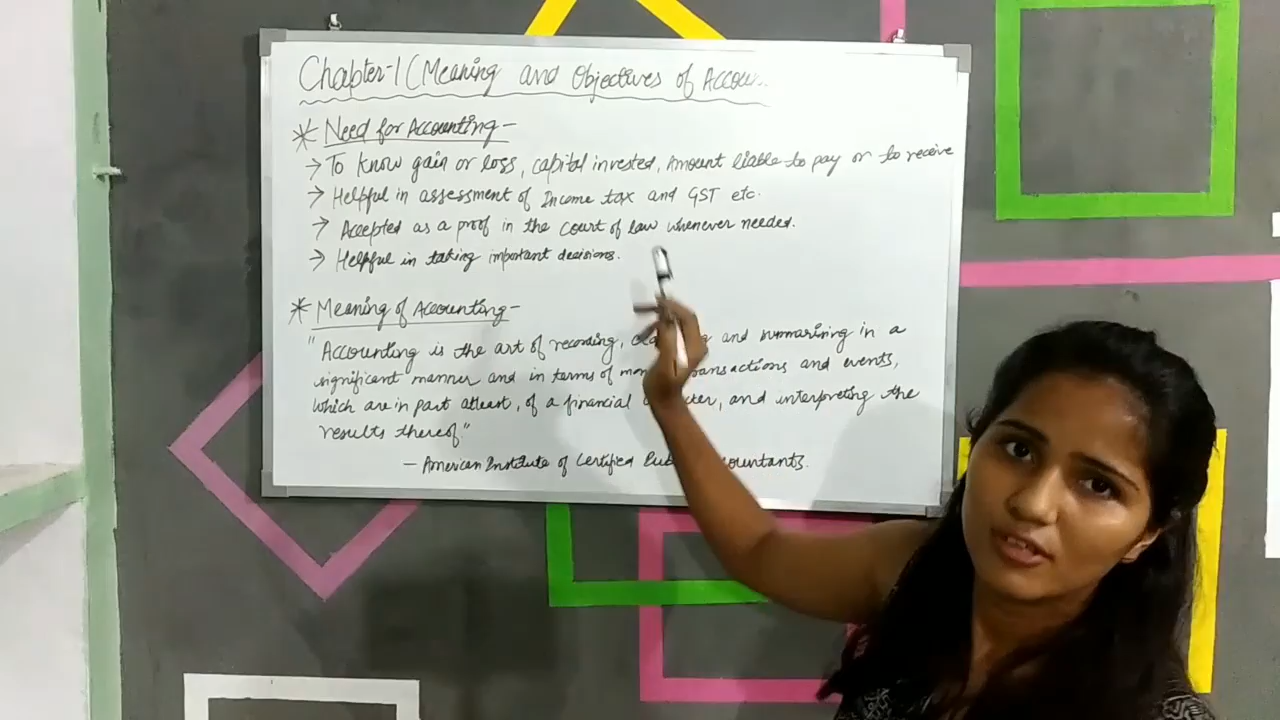 Chapter-1 (Meaning and Objectives of Accou...
* Need for Accounting -
→ To know gain or loss, capital invested, Amount liable to pay or to receive
→ Helpful in assessment of Income tax and GST etc.
→ Accepted as a proof in the court of law whenever needed.
→ Helpful in taking important decisions.
* Meaning of Accounting -
"Accounting is the art of recording, and summarizing in a
significant manner and in terms of transactions and events,
which are in part atleast, of a financial and interpreting the
results thereof"
- American Institute of Certified